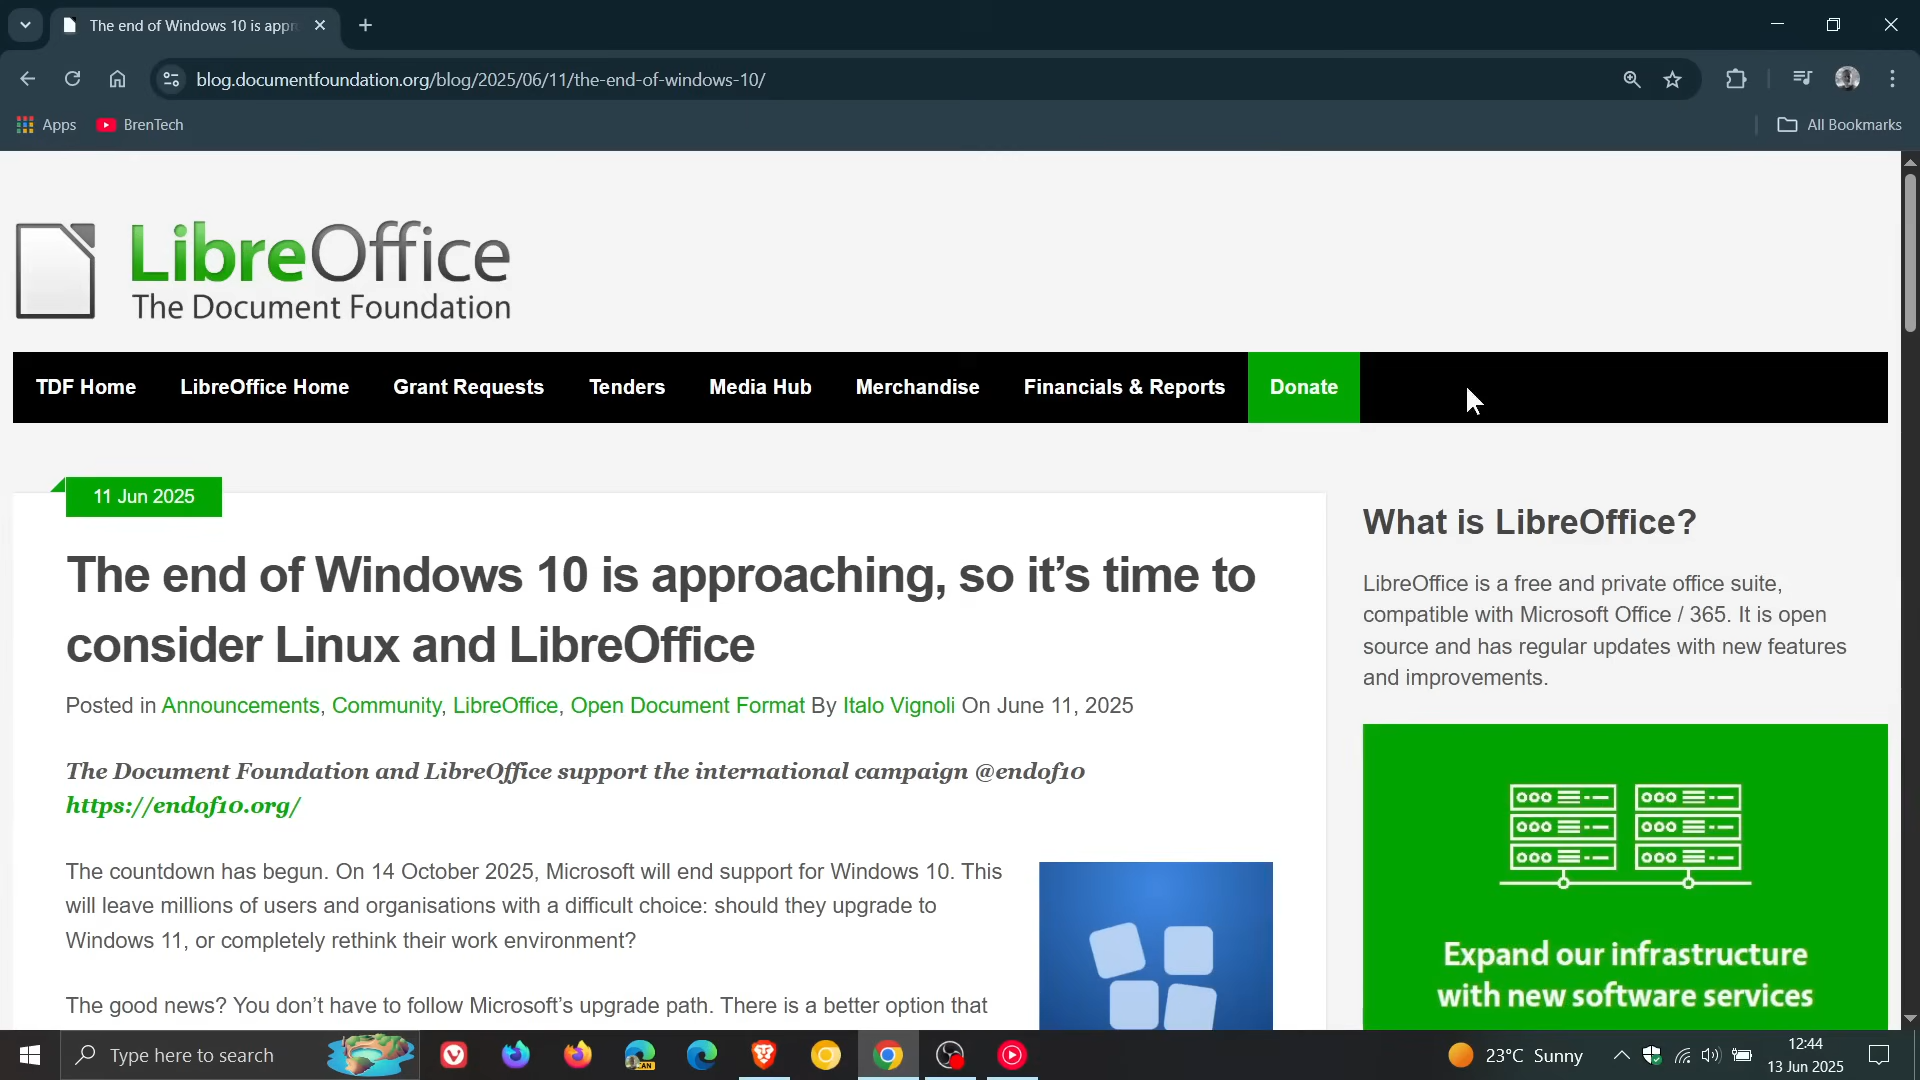 The end of Windows 10 is appr
blog.documentfoundation.org/blog/2025/06/11/the-end-of-windows-10/
Apps
BrenTech
All Bookmarks
LibreOffice
The Document Foundation
TDF Home
LibreOffice Home
Grant Requests
Tenders
Media Hub
Merchandise
Financials & Reports
Donate
11 Jun 2025
The end of Windows 10 is approaching, so it’s time to
consider Linux and LibreOffice
Posted in Announcements, Community, LibreOffice, Open Document Format By Italo Vignoli On June 11, 2025
The Document Foundation and LibreOffice support the international campaign @endof10
https://endof10.org/
The countdown has begun. On 14 October 2025, Microsoft will end support for Windows 10. This
will leave millions of users and organisations with a difficult choice: should they upgrade to
Windows 11, or completely rethink their work environment?
The good news? You don’t have to follow Microsoft’s upgrade path. There is a better option that
What is LibreOffice?
LibreOffice is a free and private office suite,
compatible with Microsoft Office / 365. It is open
source and has regular updates with new features
and improvements.
Expand our infrastructure
with new software services
Type here to search
CAN
23°C Sunny
12:44
13 Jun 2025